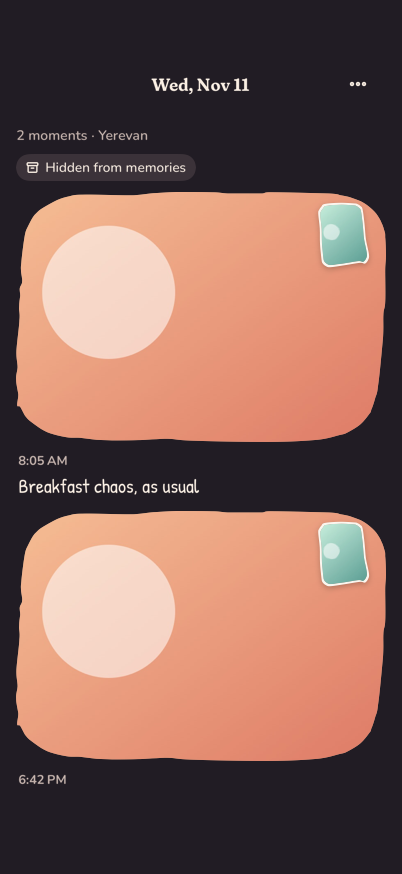 Wed, Nov 11
2 moments · Yerevan
Hidden from memories
8:05 AM
Breakfast chaos, as usual
6:42 PM